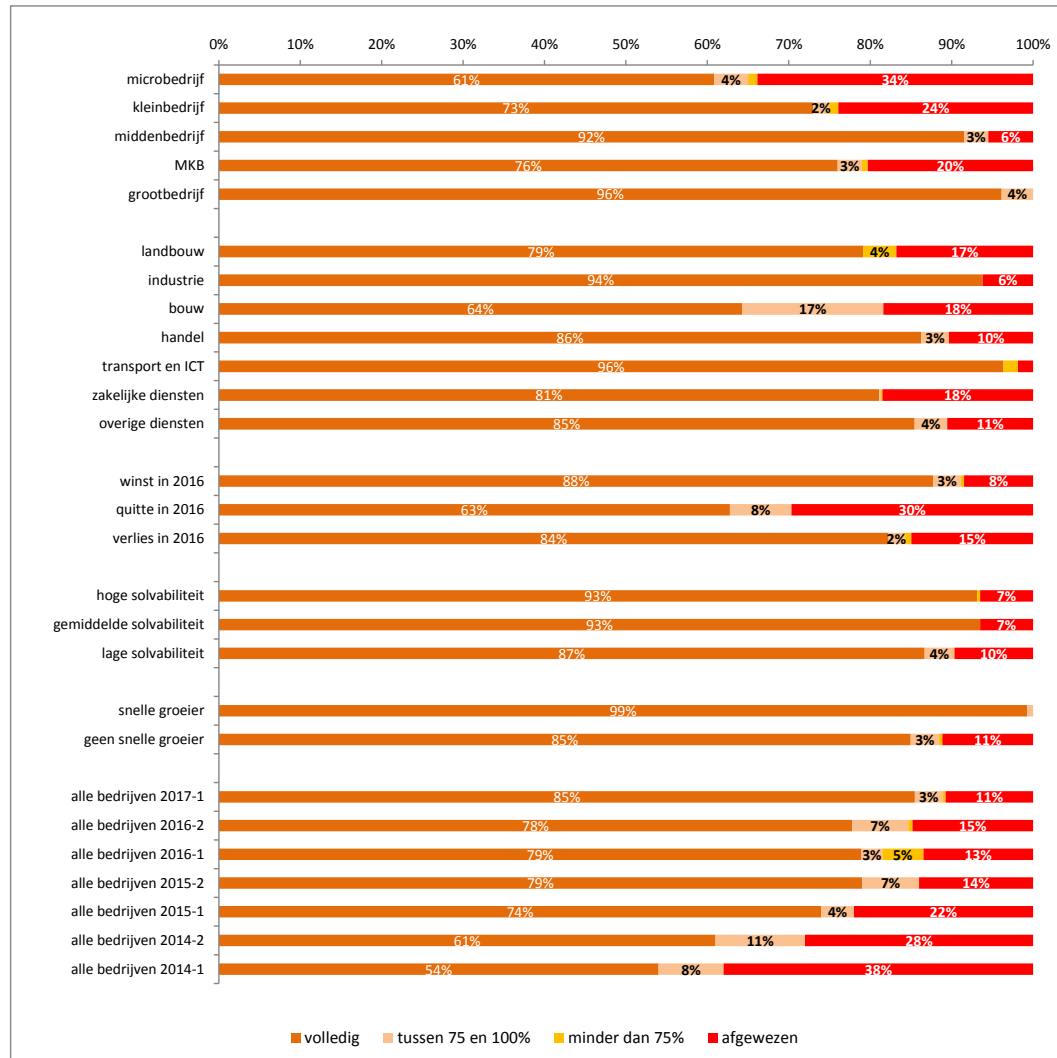 0% 10% 20% 30% 40% 50% 60% 70% 80% 90% 100%
microbedrijf 61% 4% 34%
kleinbedrijf 73% 2% 24%
middenbedrijf 92% 3% 6%
MKB 76% 3% 20%
grootbedrijf 96% 4%
landbouw 79% 4% 17%
industrie 94% 6%
bouw 64% 17% 18%
handel 86% 3% 10%
transport en ICT 96%
zakelijke diensten 81% 18%
overige diensten 85% 4% 11%
winst in 2016 88% 3% 8%
quitte in 2016 63% 8% 30%
verlies in 2016 84% 2% 15%
hoge solvabiliteit 93% 7%
gemiddelde solvabiliteit 93% 7%
lage solvabiliteit 87% 4% 10%
snelle groeier 99%
geen snelle groeier 85% 3% 11%
alle bedrijven 2017-1 85% 3% 11%
alle bedrijven 2016-2 78% 7% 15%
alle bedrijven 2016-1 79% 3% 5% 13%
alle bedrijven 2015-2 79% 7% 14%
alle bedrijven 2015-1 74% 4% 22%
alle bedrijven 2014-2 61% 11% 28%
alle bedrijven 2014-1 54% 8% 38%
volledig tussen 75 en 100% minder dan 75% afgewezen